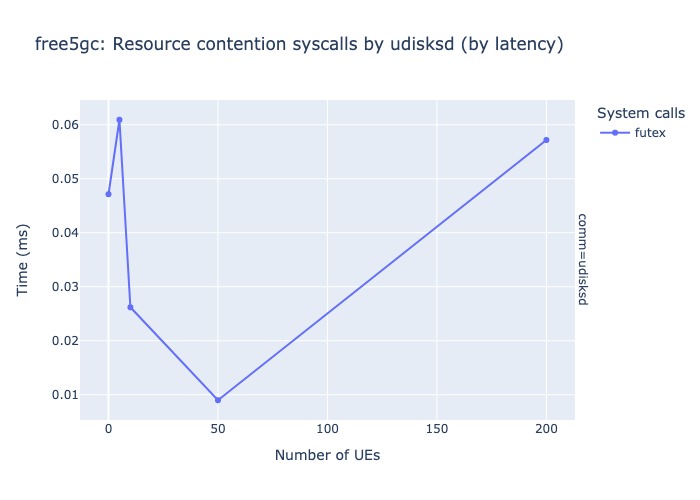 free5gc: Resource contention syscalls by udisksd (by latency)
System calls
futex
0.06
0.05
0.04
0.03
0.02
0.01
Time (ms)
comm=udisksd
0 50 100 150 200
Number of UEs